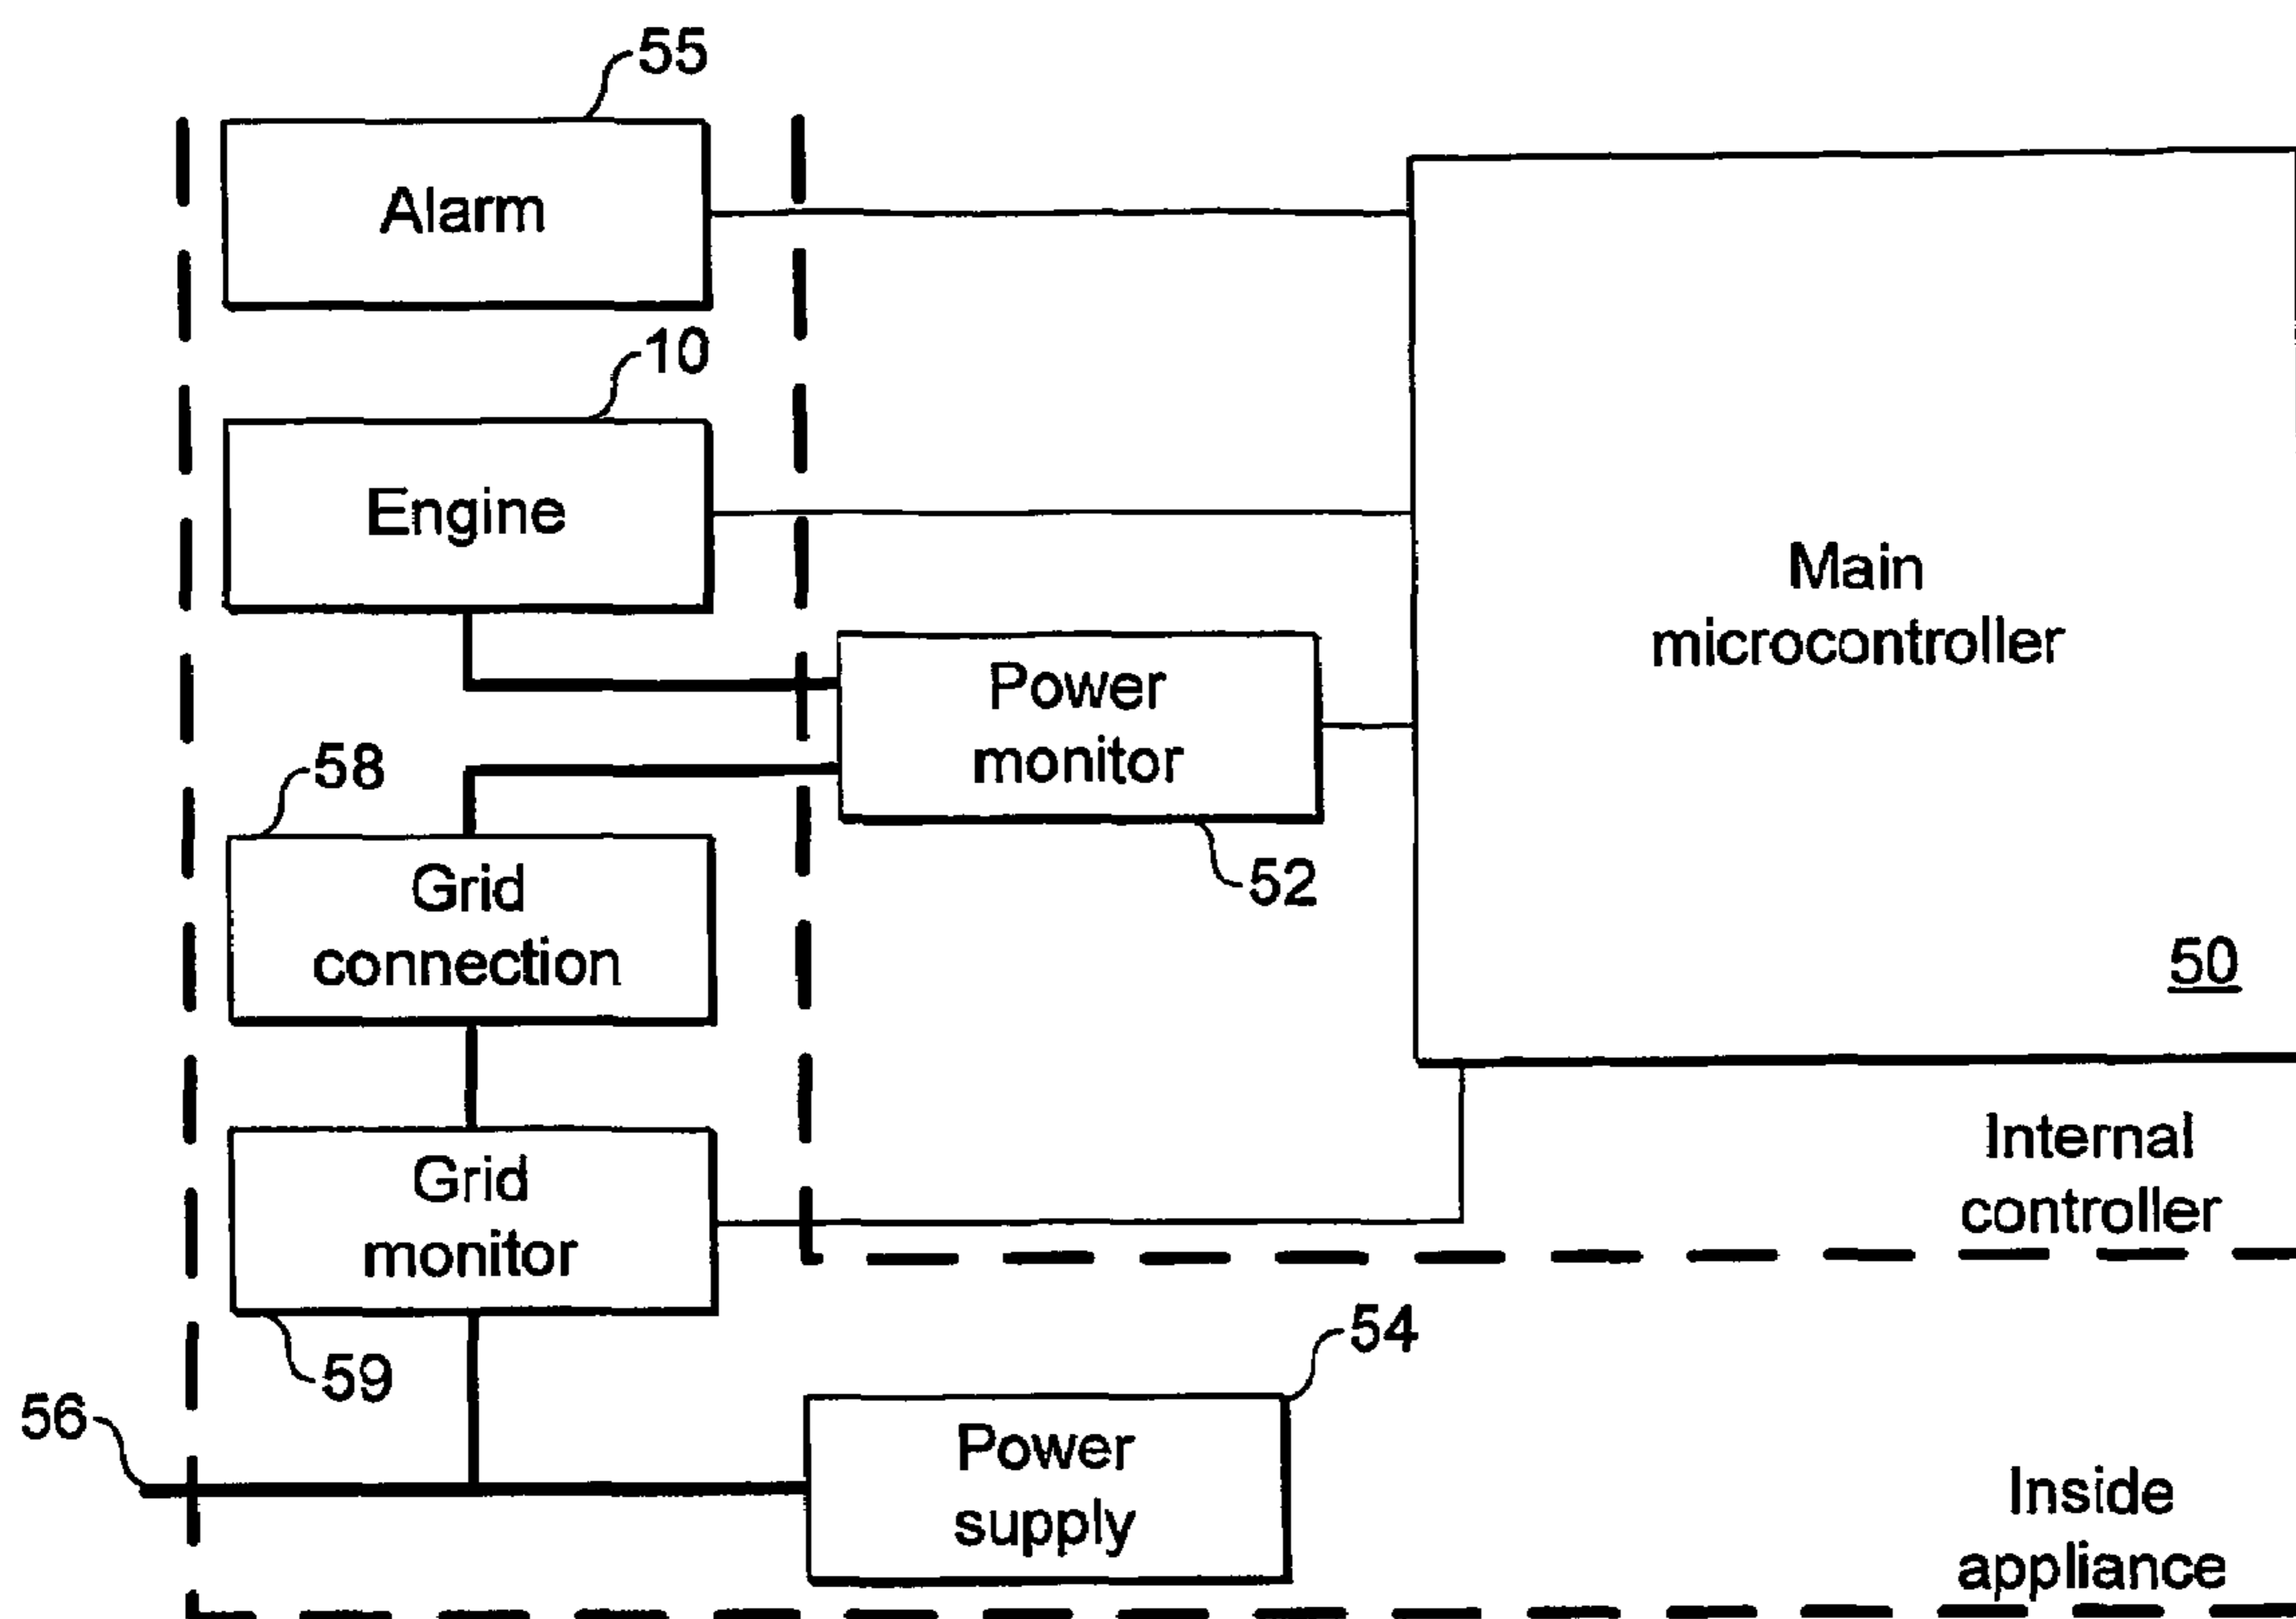 55
Alarm
10
Engine
Main
microcontroller
Power
monitor
58
52
Grid
connection
50
Grid
monitor
Internal
controller
59
54
56
Power
supply
Inside
appliance